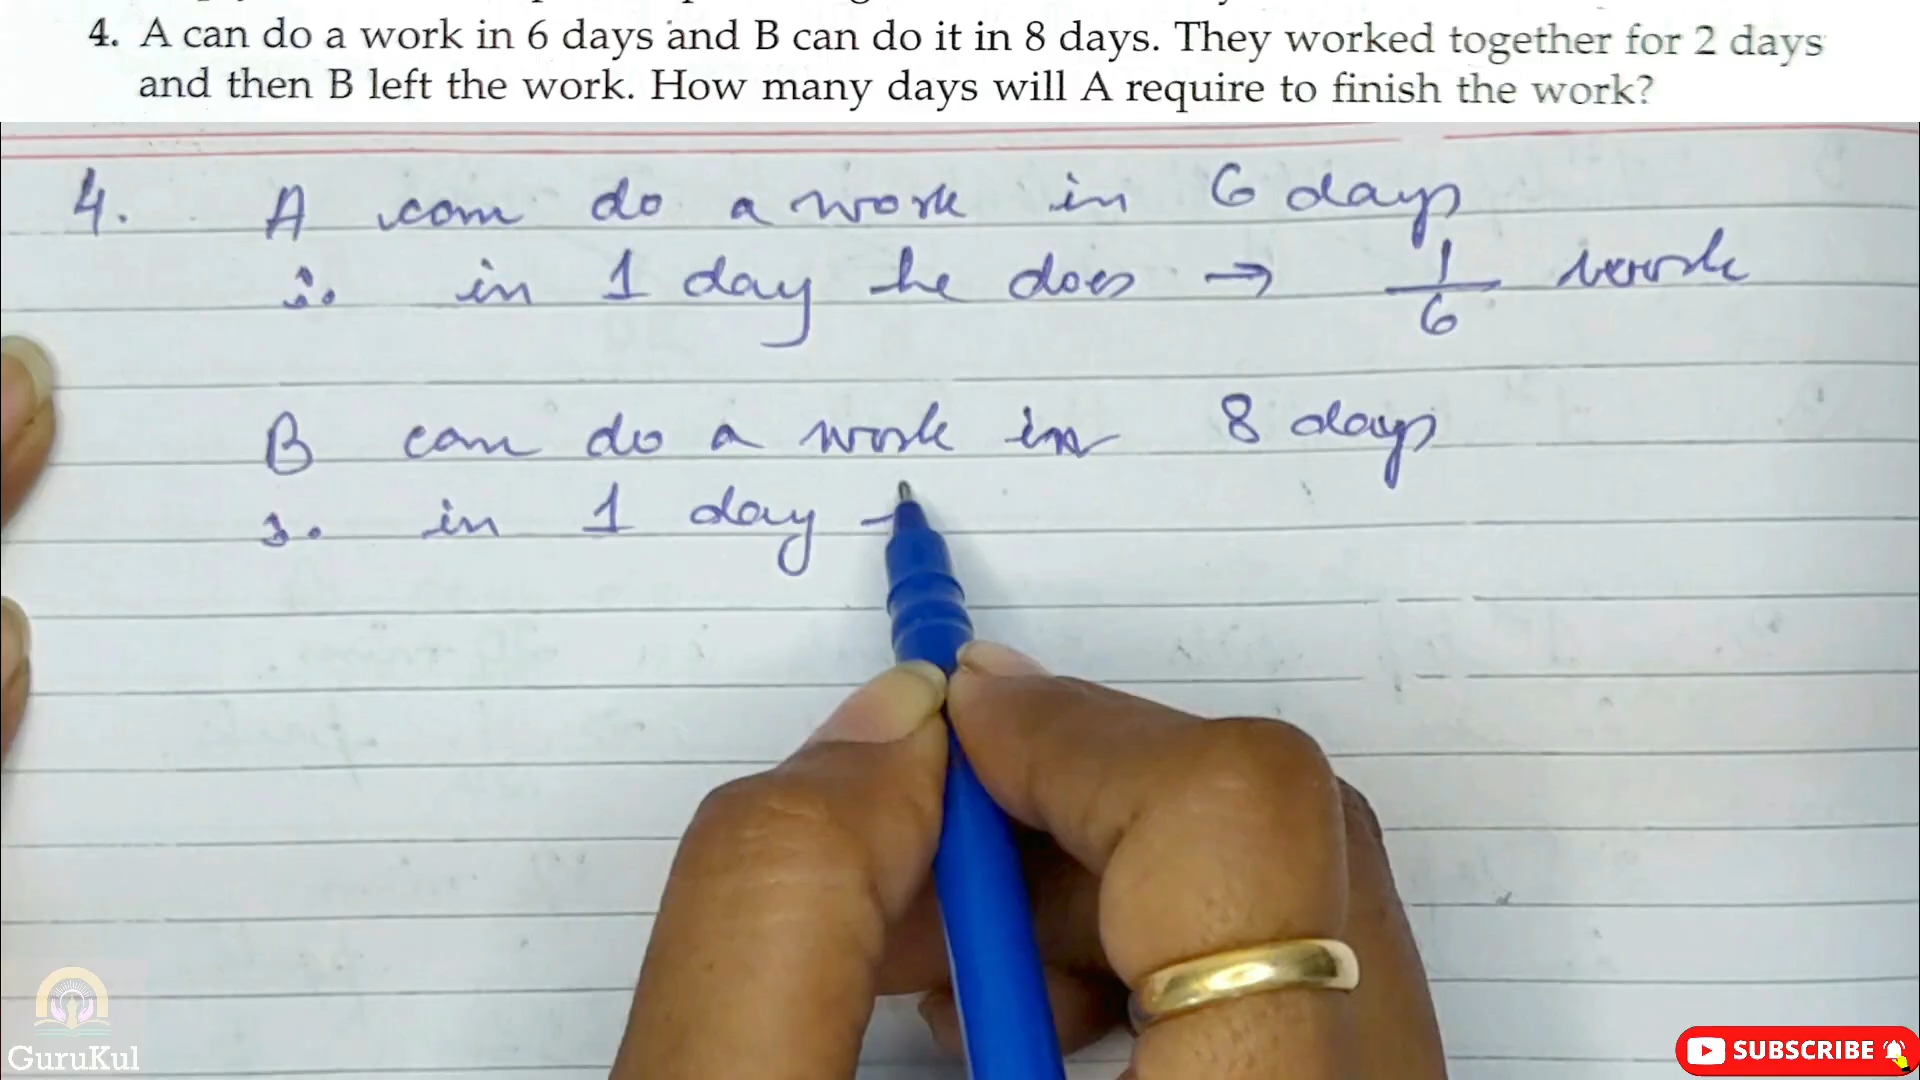 4. A can do a work in 6 days and B can do it in 8 days. They worked together for 2 days
and then B left the work. How many days will A require to finish the work?
4. A can do a work in 6 days
∴ in 1 day he does → 1/6 work
B can do a work in 8 days
∴ in 1 day
GuruKul
SUBSCRIBE